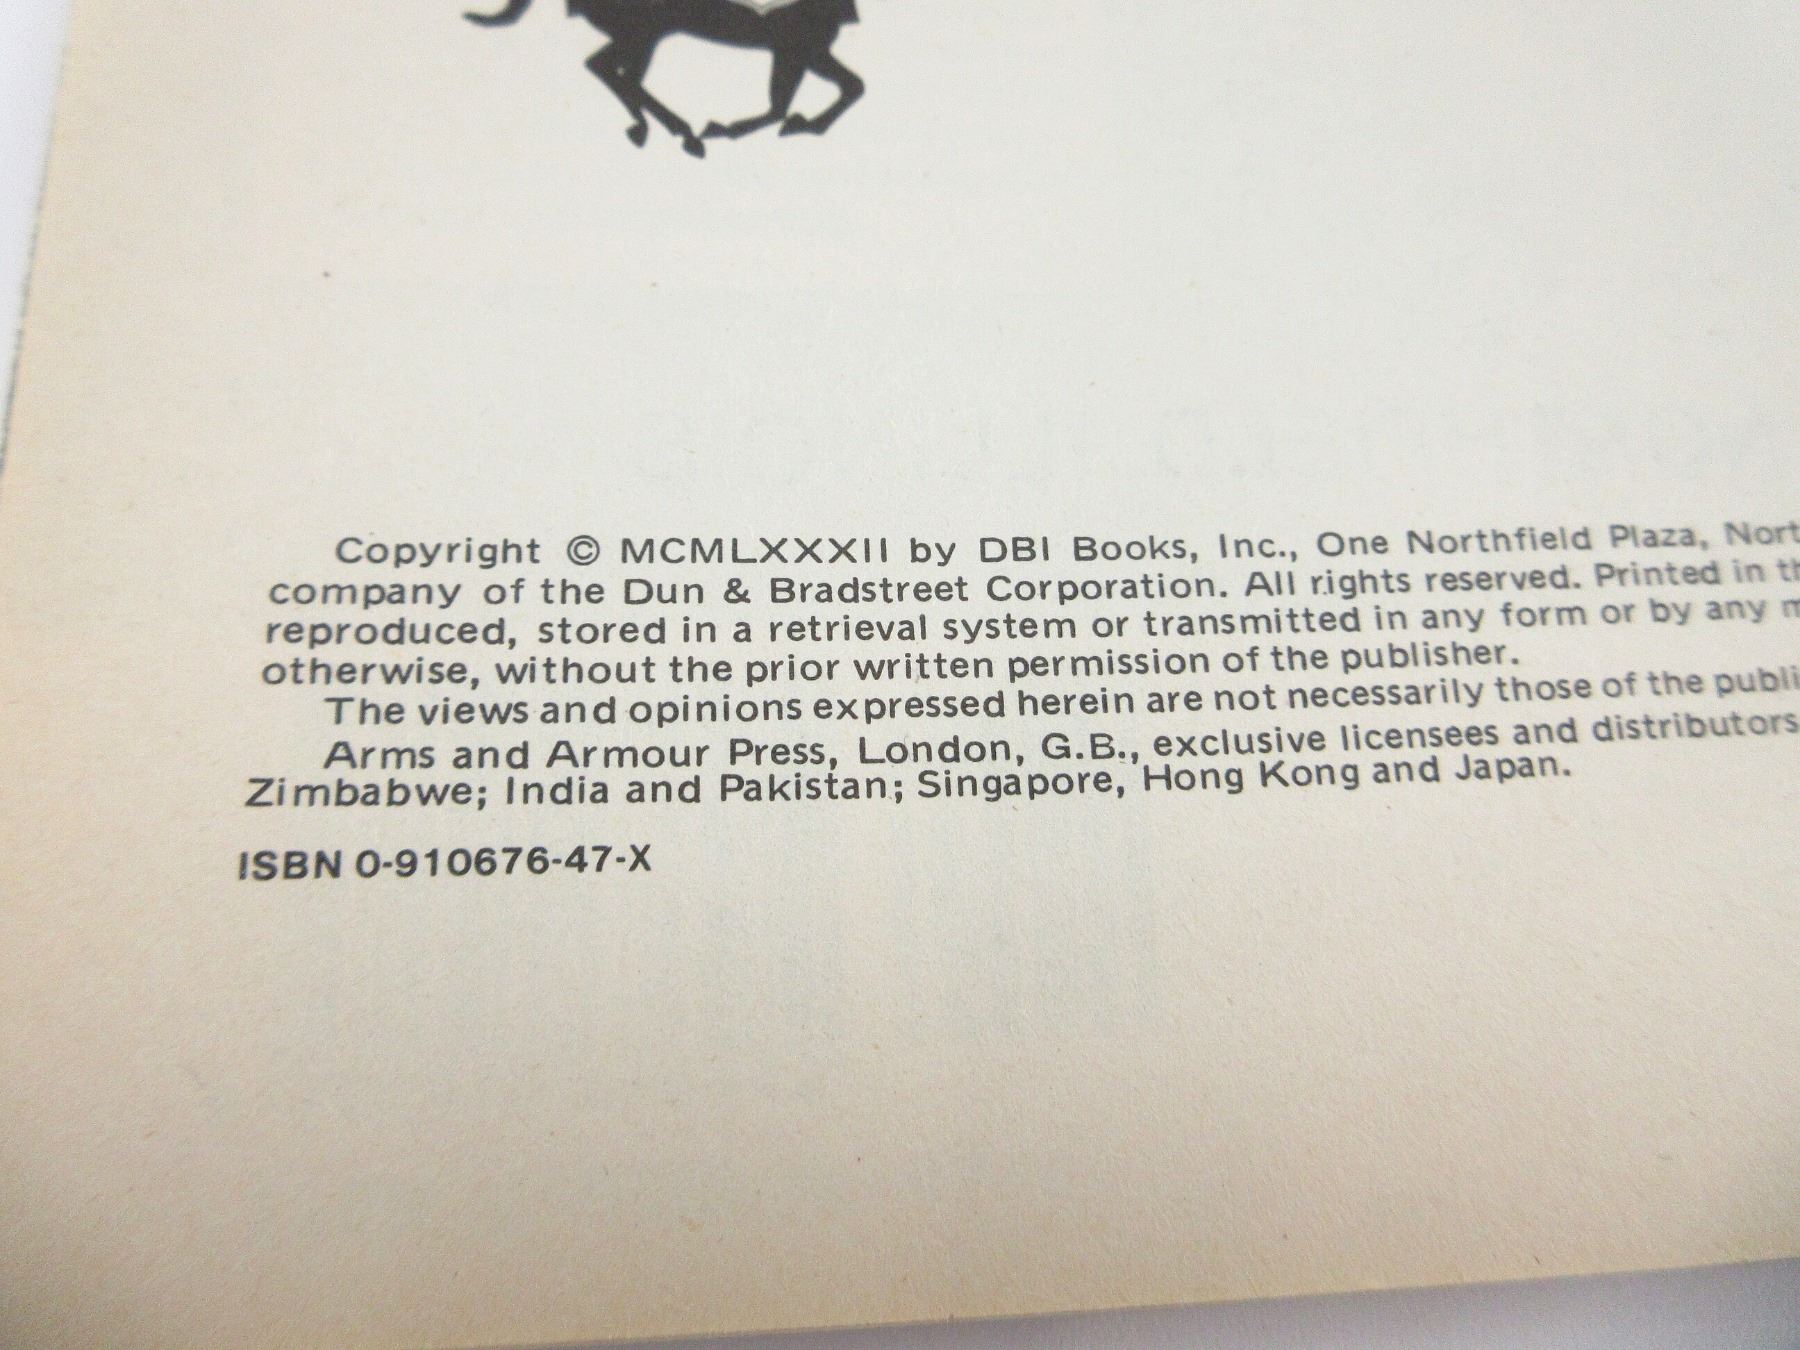 Copyright © MCMLXXXII by DBI Books, Inc., One Northfield Plaza,
company of the Dun & Bradstreet Corporation. All rights reserved. Printed in
reproduced, stored in a retrieval system or transmitted in any form or by any
otherwise, without the prior written permission of the publisher.
The views and opinions expressed herein are not necessarily those of the
Arms and Armour Press, London, G.B., exclusive licensees and distributors
Zimbabwe; India and Pakistan; Singapore, Hong Kong and Japan.
ISBN 0-910676-47-X